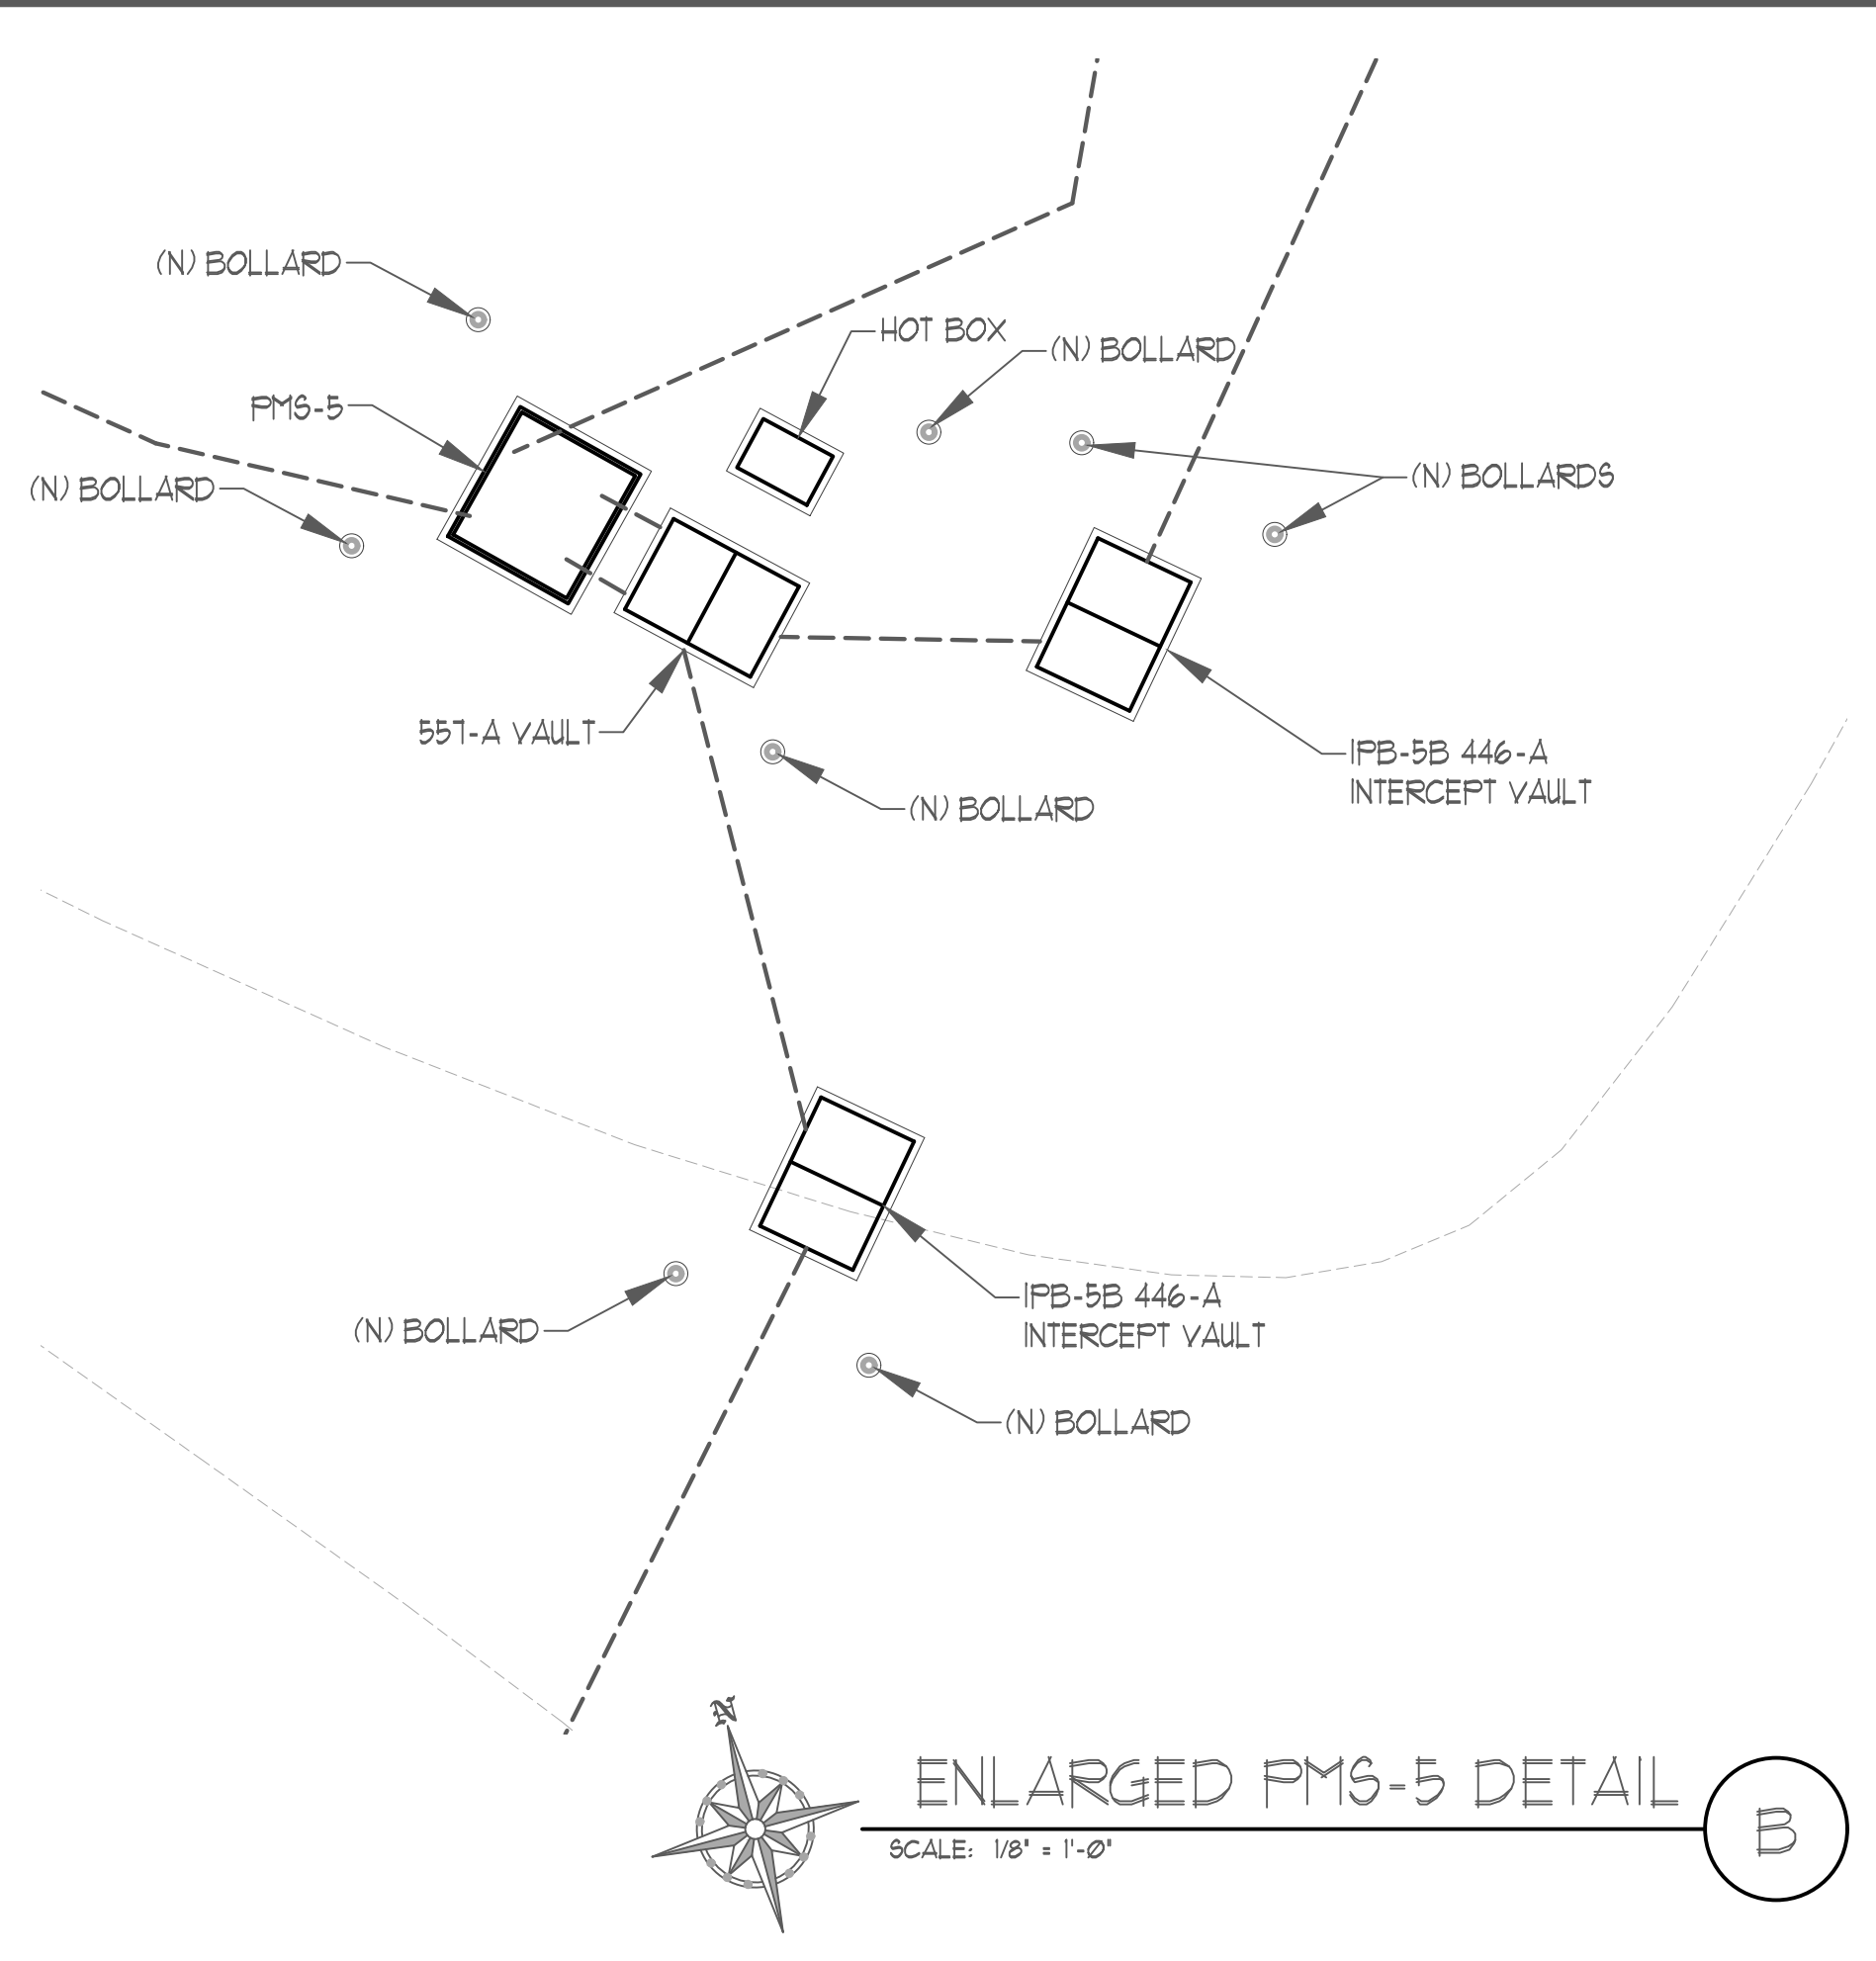 (N) BOLLARD
HOT BOX
(N) BOLLARD
PMS-5
(N) BOLLARD
(N) BOLLARDS
557-A VAULT
IPB-5B 446-A
INTERCEPT VAULT
(N) BOLLARD
IPB-5B 446-A
INTERCEPT VAULT
(N) BOLLARD
(N) BOLLARD
N
ENLARGED PMS-5 DETAIL
SCALE: 1/8" = 1'-0"
B